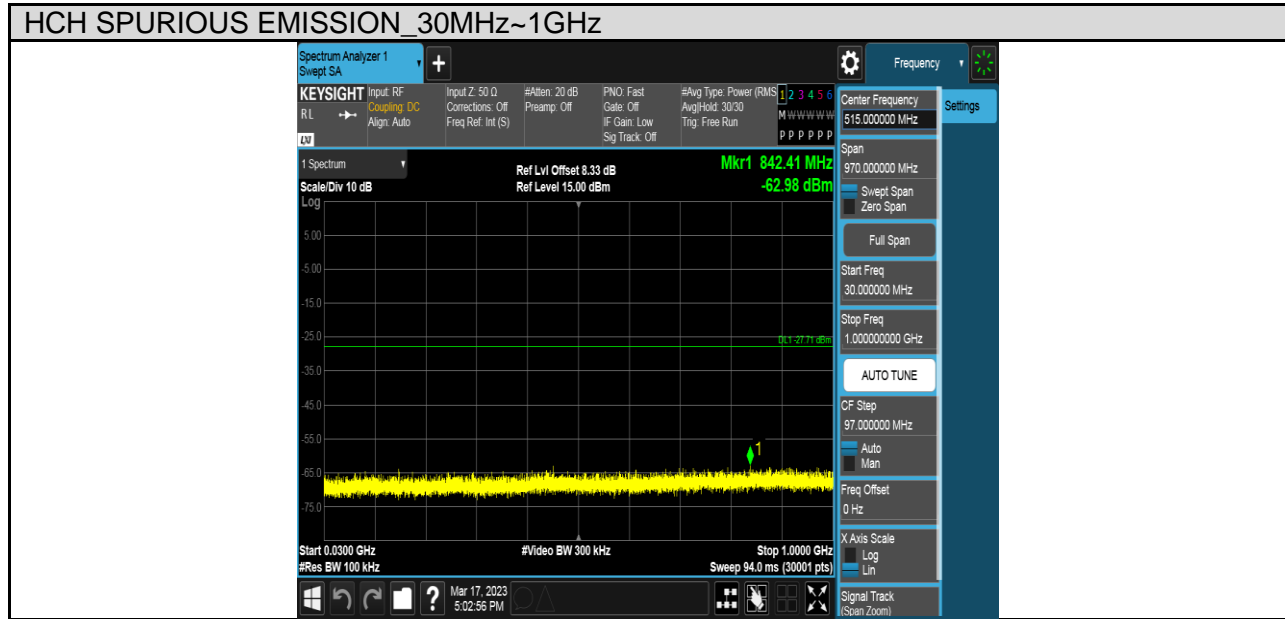 HCH SPURIOUS EMISSION_30MHz~1GHz
Spectrum Analyzer 1
Swept SA
+
Frequency
KEYSIGHT
RL
LXI
Input: RF
Coupling: DC
Align: Auto
Input Z: 50 Ω
Corrections: Off
Freq Ref: Int (S)
#Atten: 20 dB
Preamp: Off
PNO: Fast
Gate: Off
IF Gain: Low
Sig Track: Off
#Avg Type: Power (RMS
Avg|Hold: 30/30
Trig: Free Run
1 2 3 4 5 6
M W W W W W
P P P P P P
1 Spectrum
Scale/Div 10 dB
Log
Ref Lvl Offset 8.33 dB
Ref Level 15.00 dBm
Mkr1 842.41 MHz
-62.98 dBm
5.00
-5.00
-15.0
-25.0
-35.0
-45.0
-55.0
-65.0
-75.0
DL1 -27.71 dBm
1
Start 0.0300 GHz
#Res BW 100 kHz
#Video BW 300 kHz
Stop 1.0000 GHz
Sweep 94.0 ms (30001 pts)
Center Frequency
515.000000 MHz
Settings
Span
970.000000 MHz
Swept Span
Zero Span
Full Span
Start Freq
30.000000 MHz
Stop Freq
1.000000000 GHz
AUTO TUNE
CF Step
97.000000 MHz
Auto
Man
Freq Offset
0 Hz
X Axis Scale
Log
Lin
Signal Track
(Span Zoom)
?
Mar 17, 2023
5:02:56 PM